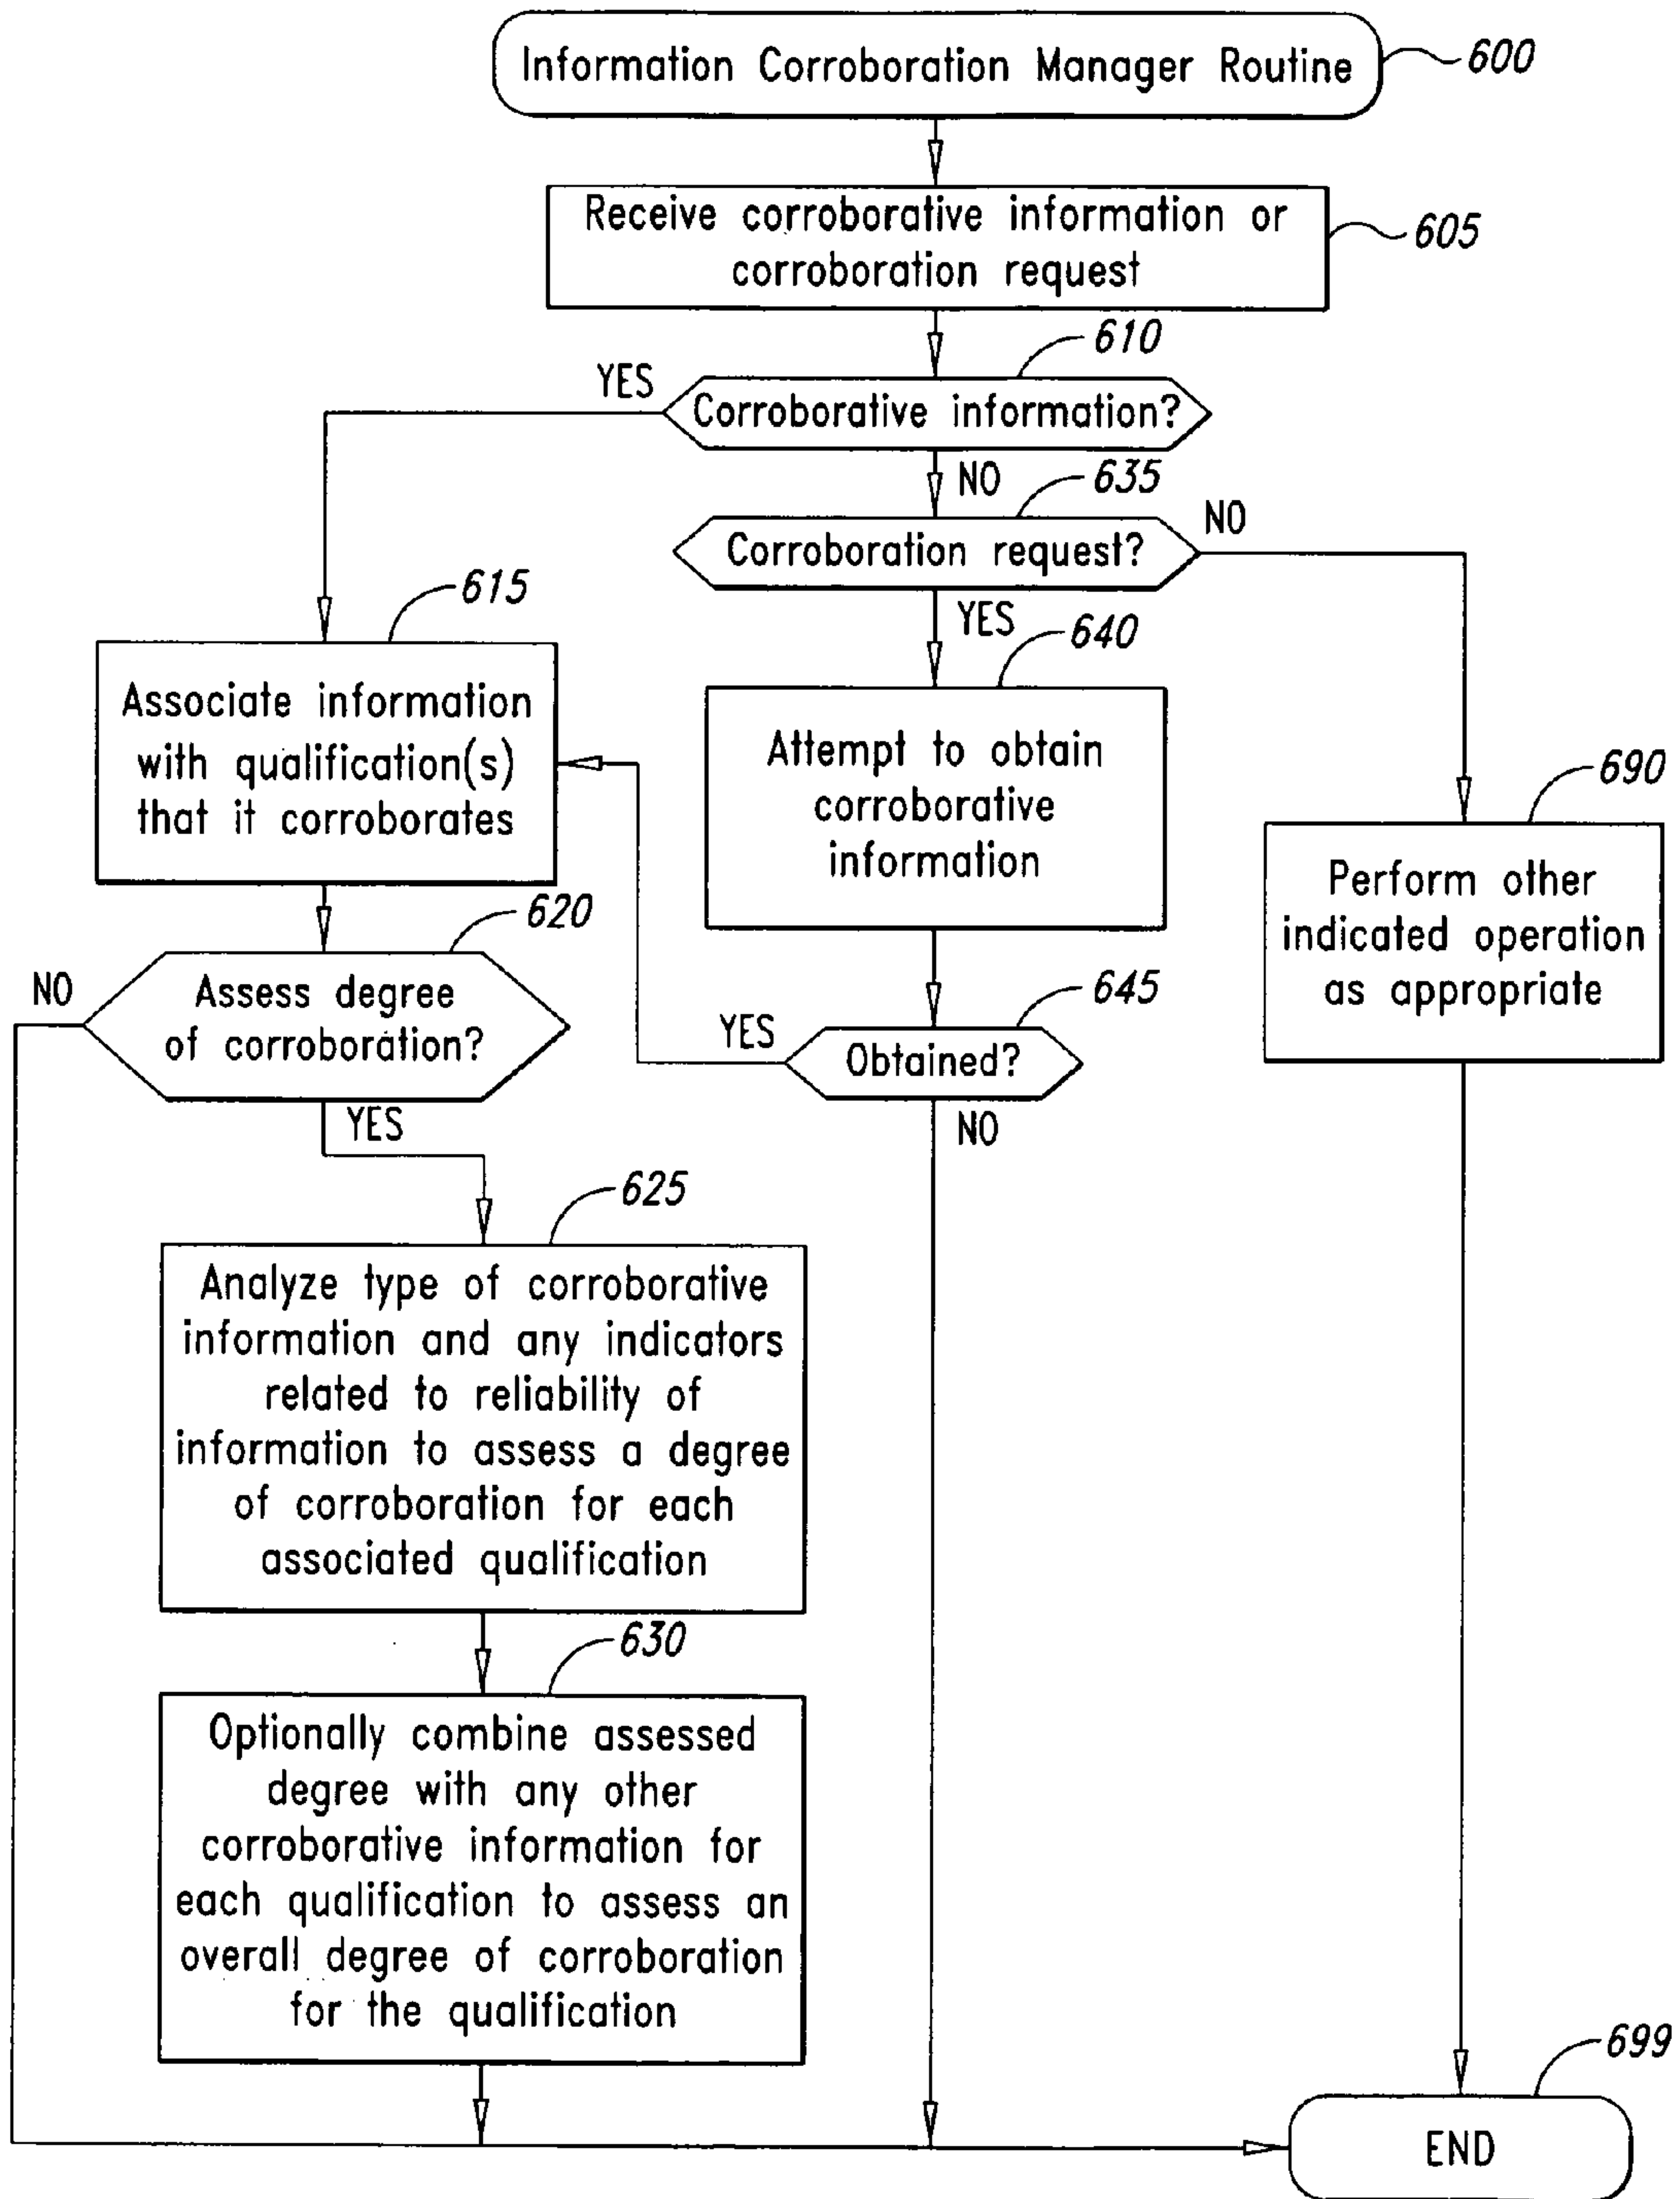 Information Corroboration Manager Routine
600
Receive corroborative information or
corroboration request
605
610
YES
Corroborative information?
NO
635
NO
Corroboration request?
615
YES
640
Associate information
with qualification(s)
that it corroborates
Attempt to obtain
corroborative
information
690
Perform other
indicated operation
as appropriate
620
NO
Assess degree
of corroboration?
645
YES
Obtained?
YES
NO
625
Analyze type of corroborative
information and any indicators
related to reliability of
information to assess a degree
of corroboration for each
associated qualification
630
Optionally combine assessed
degree with any other
corroborative information for
each qualification to assess an
overall degree of corroboration
for the qualification
699
END